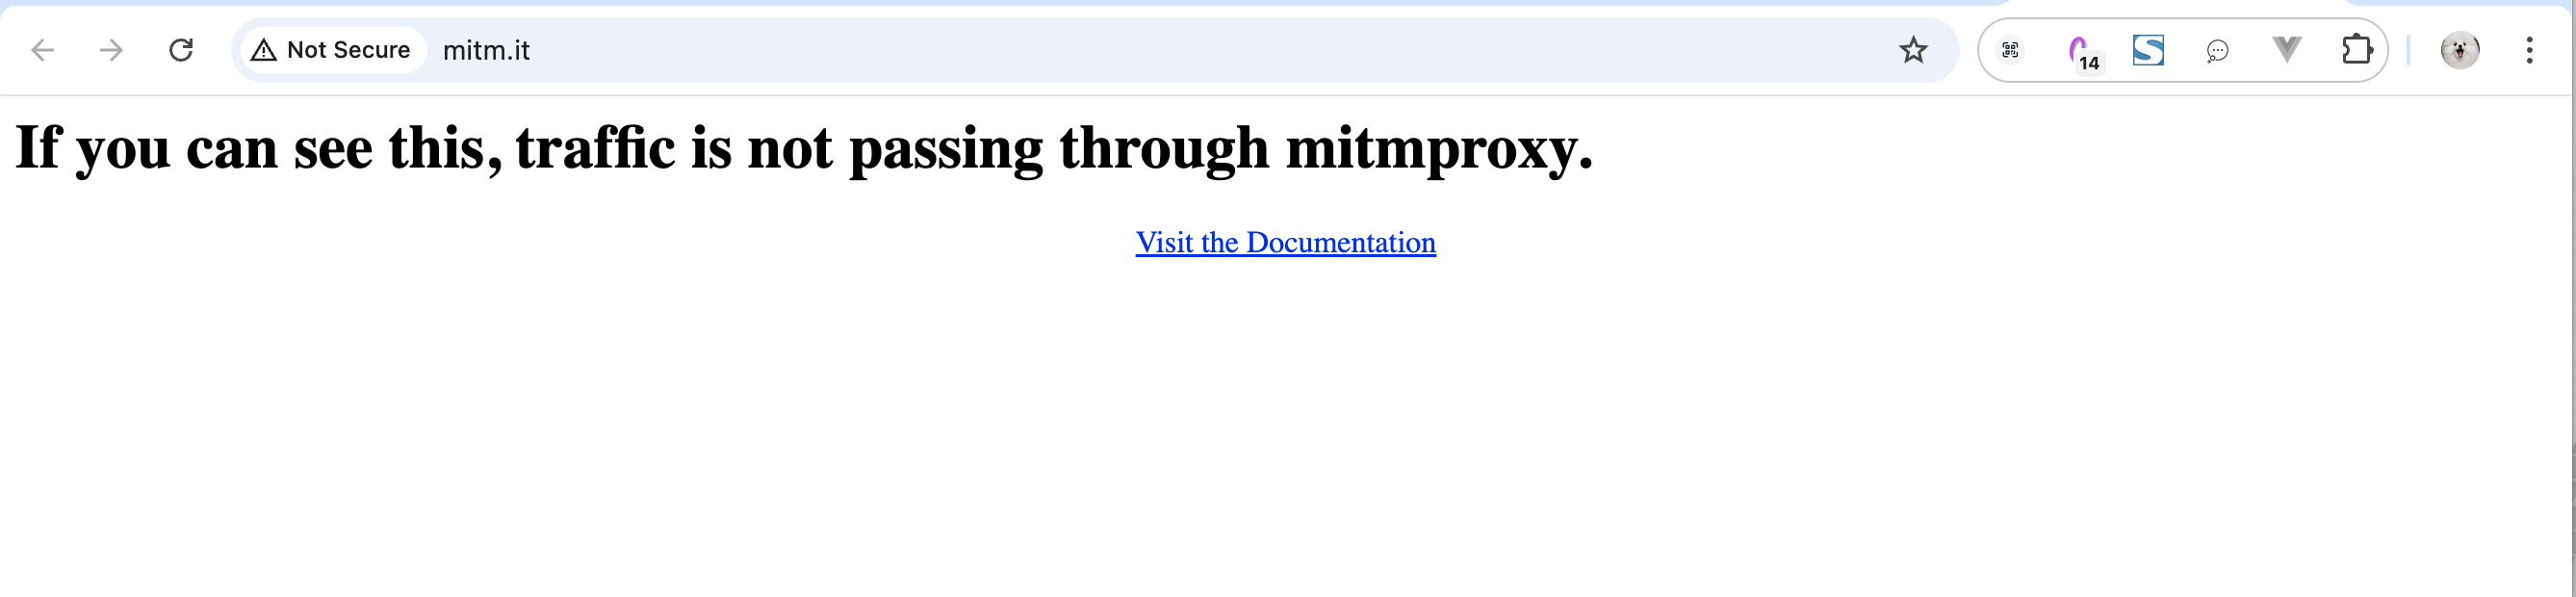 Not Secure mitm.it
14
If you can see this, traffic is not passing through mitmproxy.
Visit the Documentation